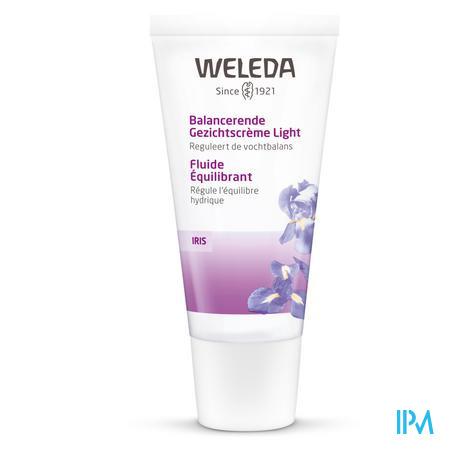 WELEDA
Since 1921
Balancerende
Gezichtscrème Light
Reguleert de vochtbalans
Fluide
Équilibrant
Régule l'équilibre
hydrique
IRIS
IPM